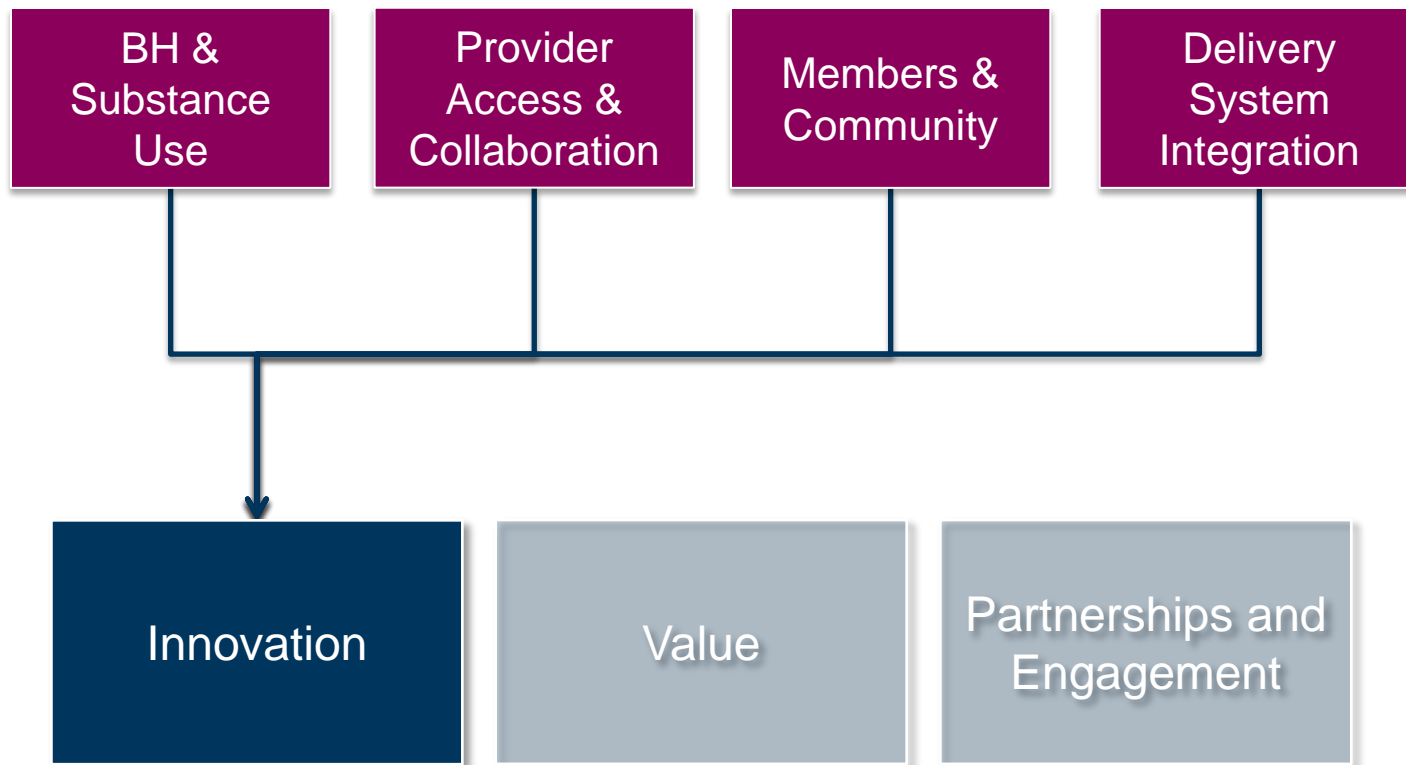 BH &
Substance
Use
Provider
Access &
Collaboration
Members &
Community
Delivery
System
Integration
Innovation
Value
Partnerships and
Engagement